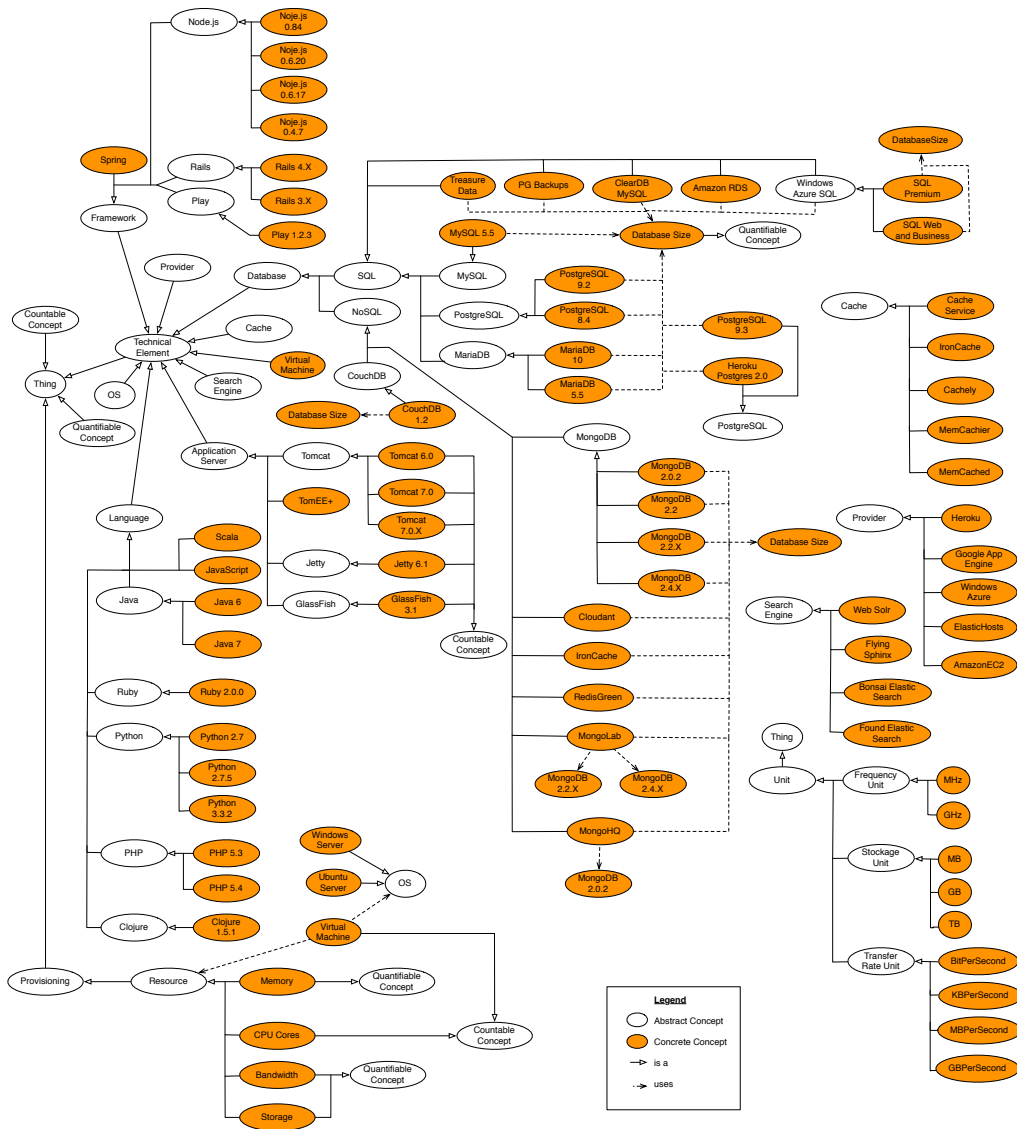 Node.js
Noje.js
0.84
Noje.js
0.6.20
Noje.js
0.6.17
Noje.js
0.4.7
Spring
Rails
Rails 4.X
Rails 3.X
Play
Play 1.2.3
Framework
DatabaseSize
Treasure
Data
PG Backups
ClearDB
MySQL
Amazon RDS
Windows
Azure SQL
SQL
Premium
SQL Web
and Business
MySQL 5.5
Database Size
Quantifiable
Concept
Provider
Database
SQL
MySQL
NoSQL
PostgreSQL
PostgreSQL
9.2
PostgreSQL
8.4
PostgreSQL
9.3
MariaDB
MariaDB
10
MariaDB
5.5
Heroku
Postgres 2.0
PostgreSQL
Cache
Cache
Service
IronCache
Cachely
MemCachier
MemCached
Countable
Concept
Technical
Element
Cache
Virtual
Machine
Search
Engine
Thing
OS
Quantifiable
Concept
CouchDB
CouchDB
1.2
Database Size
Application
Server
Tomcat
Tomcat 6.0
Tomcat 7.0
Tomcat
7.0.X
TomEE+
Jetty
Jetty 6.1
GlassFish
GlassFish
3.1
Countable
Concept
MongoDB
MongoDB
2.0.2
MongoDB
2.2
MongoDB
2.2.X
MongoDB
2.4.X
Database Size
Cloudant
IronCache
RedisGreen
MongoLab
MongoDB
2.2.X
MongoDB
2.4.X
MongoHQ
MongoDB
2.0.2
Provider
Heroku
Google App
Engine
Windows
Azure
ElasticHosts
AmazonEC2
Search
Engine
Web Solr
Flying
Sphinx
Bonsai Elastic
Search
Found Elastic
Search
Language
Scala
JavaScript
Java
Java 6
Java 7
Ruby
Ruby 2.0.0
Python
Python 2.7
Python
2.7.5
Python
3.3.2
PHP
PHP 5.3
PHP 5.4
Clojure
Clojure
1.5.1
Thing
Unit
Frequency
Unit
MHz
GHz
Stockage
Unit
MB
GB
TB
Transfer
Rate Unit
BitPerSecond
KBPerSecond
MBPerSecond
GBPerSecond
Windows
Server
Ubuntu
Server
OS
Virtual
Machine
Provisioning
Resource
Memory
Quantifiable
Concept
CPU Cores
Countable
Concept
Bandwidth
Quantifiable
Concept
Storage
Legend
Abstract Concept
Concrete Concept
is a
uses